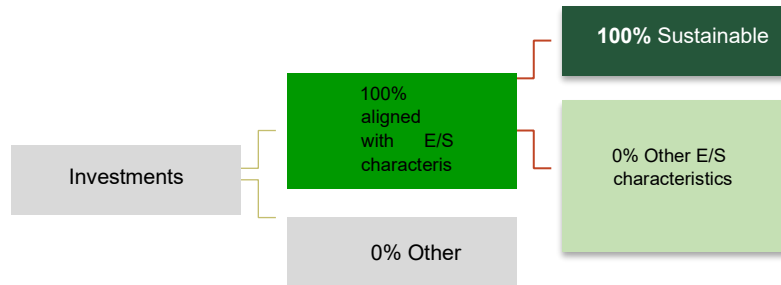 Investments
100%
aligned
with E/S
characteris
0% Other
100% Sustainable
0% Other E/S
characteristics